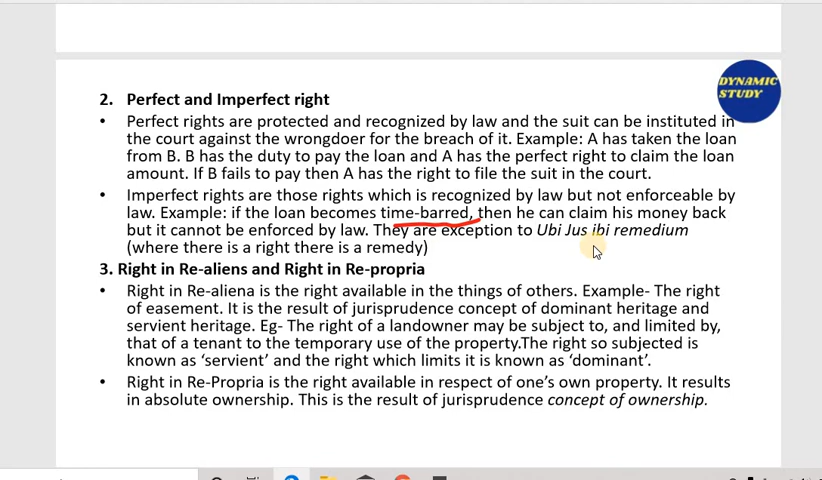 DYNAMIC
STUDY
2. Perfect and Imperfect right
• Perfect rights are protected and recognized by law and the suit can be instituted in
the court against the wrongdoer for the breach of it. Example: A has taken the loan
from B. B has the duty to pay the loan and A has the perfect right to claim the loan
amount. If B fails to pay then A has the right to file the suit in the court.
• Imperfect rights are those rights which is recognized by law but not enforceable by
law. Example: if the loan becomes time-barred, then he can claim his money back
but it cannot be enforced by law. They are exception to Ubi Jus ibi remedium
(where there is a right there is a remedy)
3. Right in Re-aliens and Right in Re-propria
• Right in Re-aliena is the right available in the things of others. Example- The right
of easement. It is the result of jurisprudence concept of dominant heritage and
servient heritage. Eg- The right of a landowner may be subject to, and limited by,
that of a tenant to the temporary use of the property.The right so subjected is
known as ‘servient’ and the right which limits it is known as ‘dominant’.
• Right in Re-Propria is the right available in respect of one’s own property. It results
in absolute ownership. This is the result of jurisprudence concept of ownership.